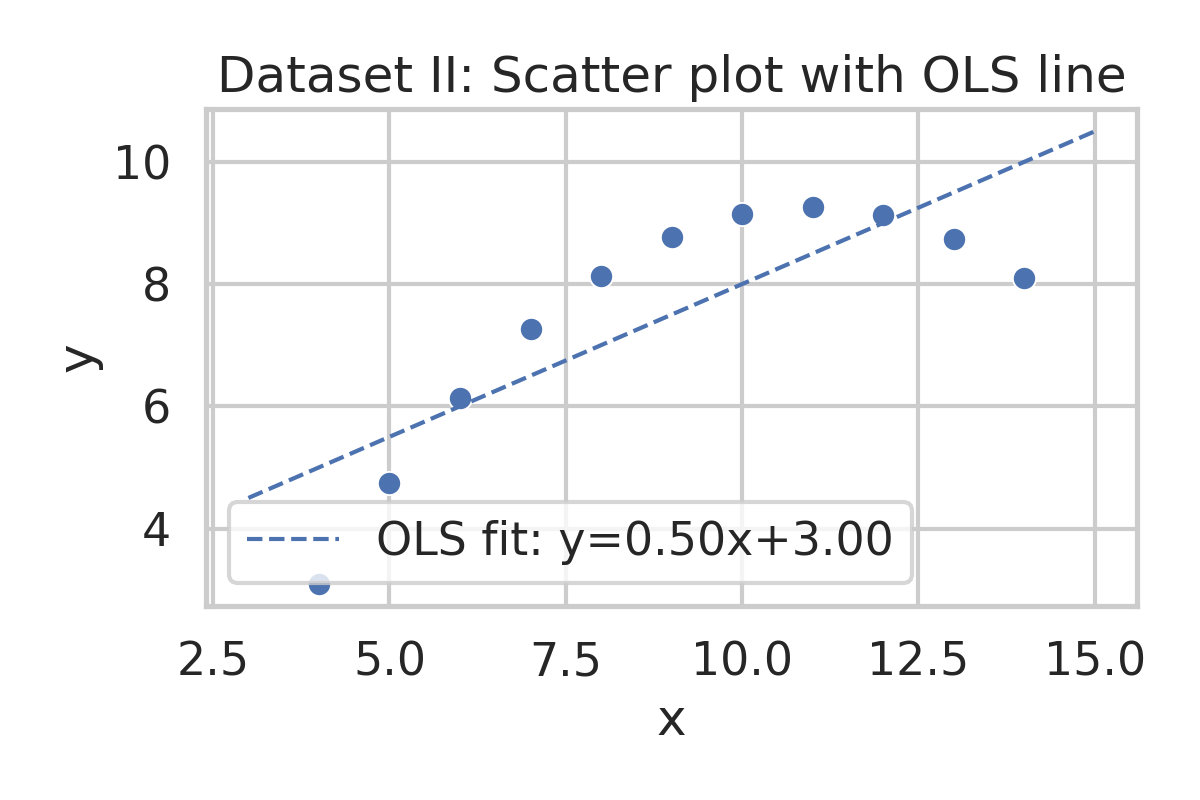 Dataset II: Scatter plot with OLS line
y
10
8
6
4
OLS fit: y=0.50x+3.00
2.5 5.0 7.5 10.0 12.5 15.0
x